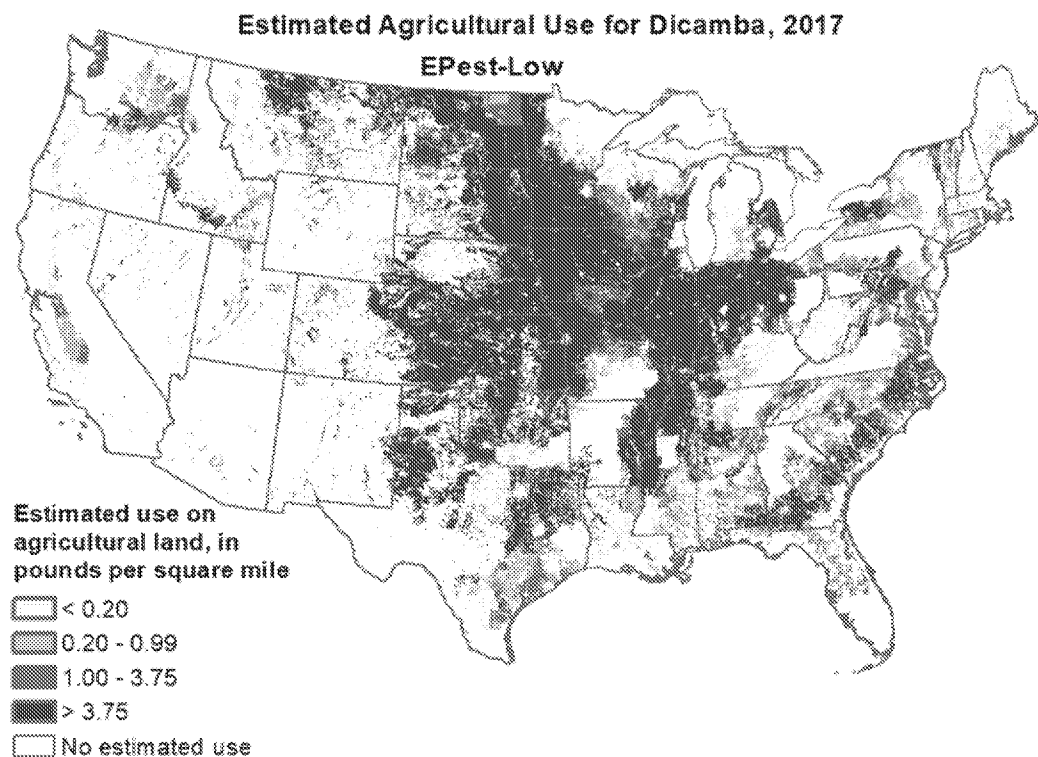 Estimated Agricultural Use for Dicamba, 2017
EPest-Low
Estimated use on
agricultural land, in
pounds per square mile
< 0.20
0.20 - 0.99
1.00 - 3.75
> 3.75
No estimated use